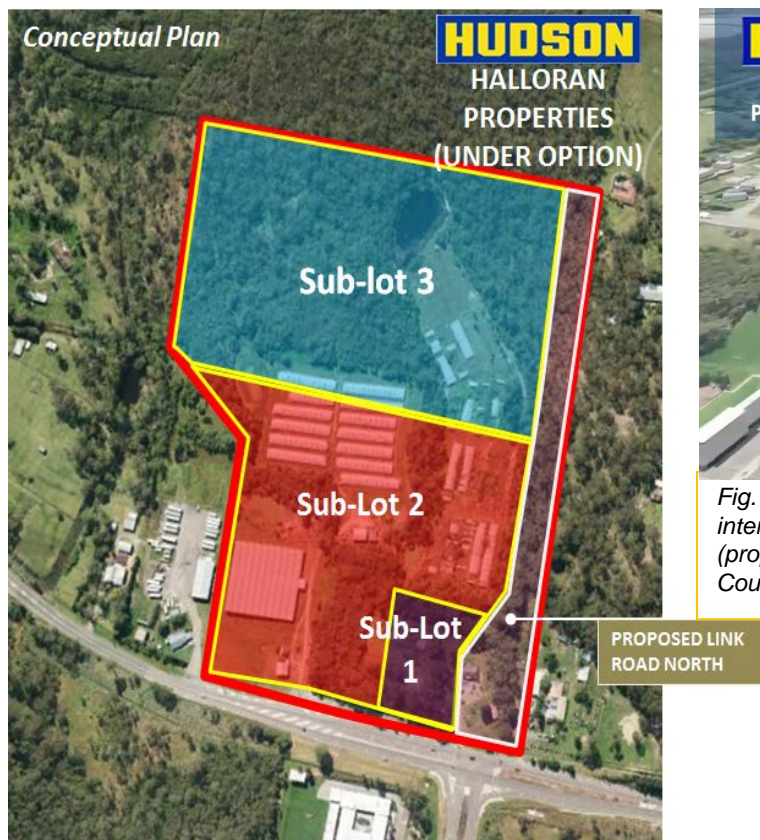 Conceptual Plan
HUDSON
HALLORAN
PROPERTIES
(UNDER OPTION)
Sub-lot 3
Sub-Lot 2
Sub-Lot
1
PROPOSED LINK
ROAD NORTH
P
Fig.
inter
(prop
Cou